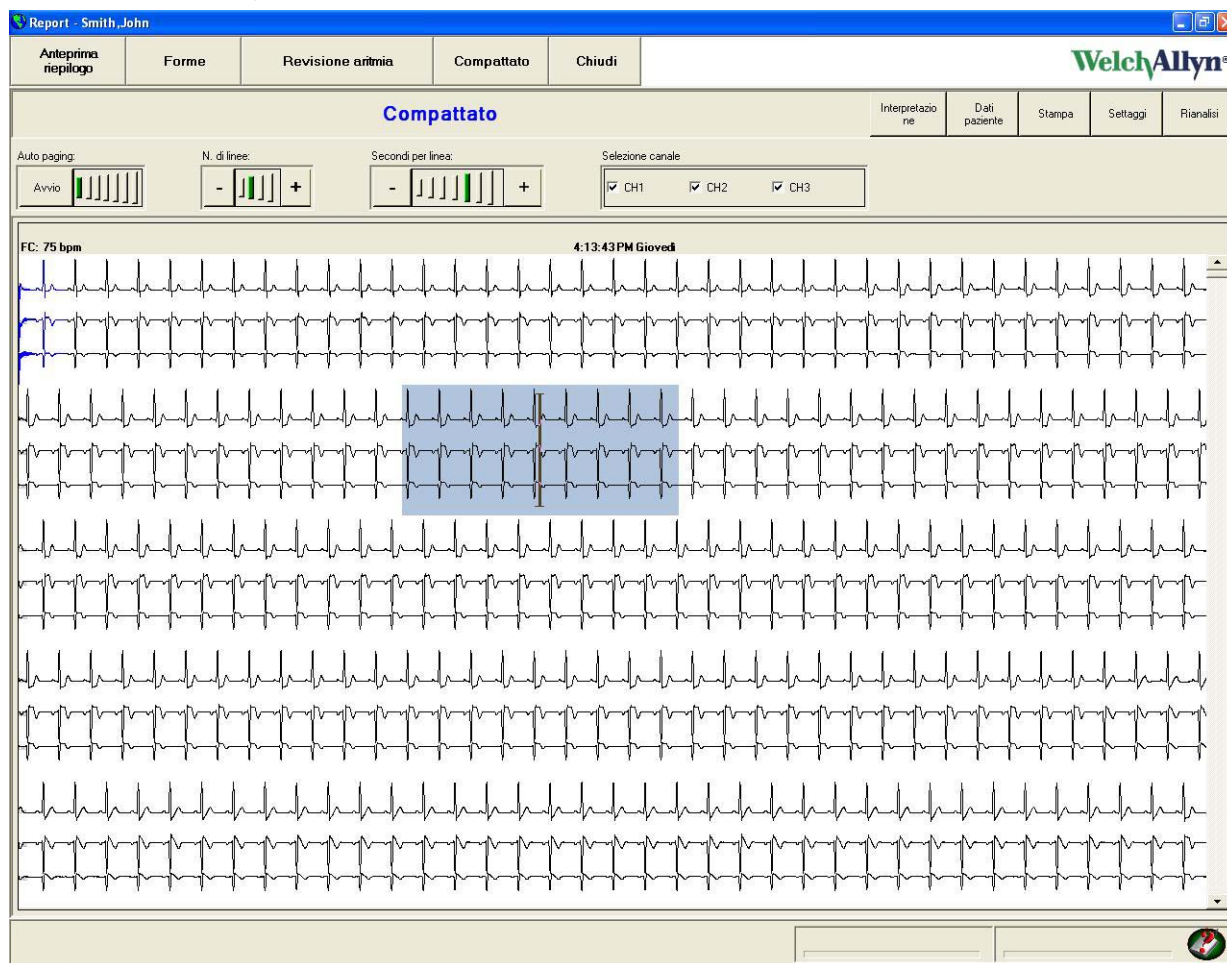 Report - Smith,John
Anteprima riepilogo
Forme
Revisione aritmia
Compattato
Chiudi
WelchAllyn®
Compattato
Interpretazio
ne
Dati
paziente
Stampa
Settaggi
Rianalisi
Auto paging:
N. di linee:
Secondi per linea:
Selezione canale
Avvio
-
+
-
+
CH1
CH2
CH3
FC: 75 bpm
4:13:43 PM Giovedì